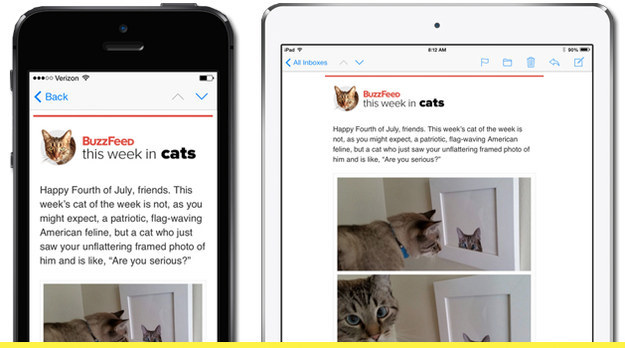 Verizon
Back
BuzzFeed
this week in cats
Happy Fourth of July, friends. This
week's cat of the week is not, as you
might expect, a patriotic, flag-waving
American feline, but a cat who just
saw your unflattering framed photo of
him and is like, “Are you serious?”
iPad
8:12 AM
90%
All Inboxes
BuzzFeed
this week in cats
Happy Fourth of July, friends. This week's cat of the week is
not, as you might expect, a patriotic, flag-waving American
feline, but a cat who just saw your unflattering framed photo of
him and is like, “Are you serious?”